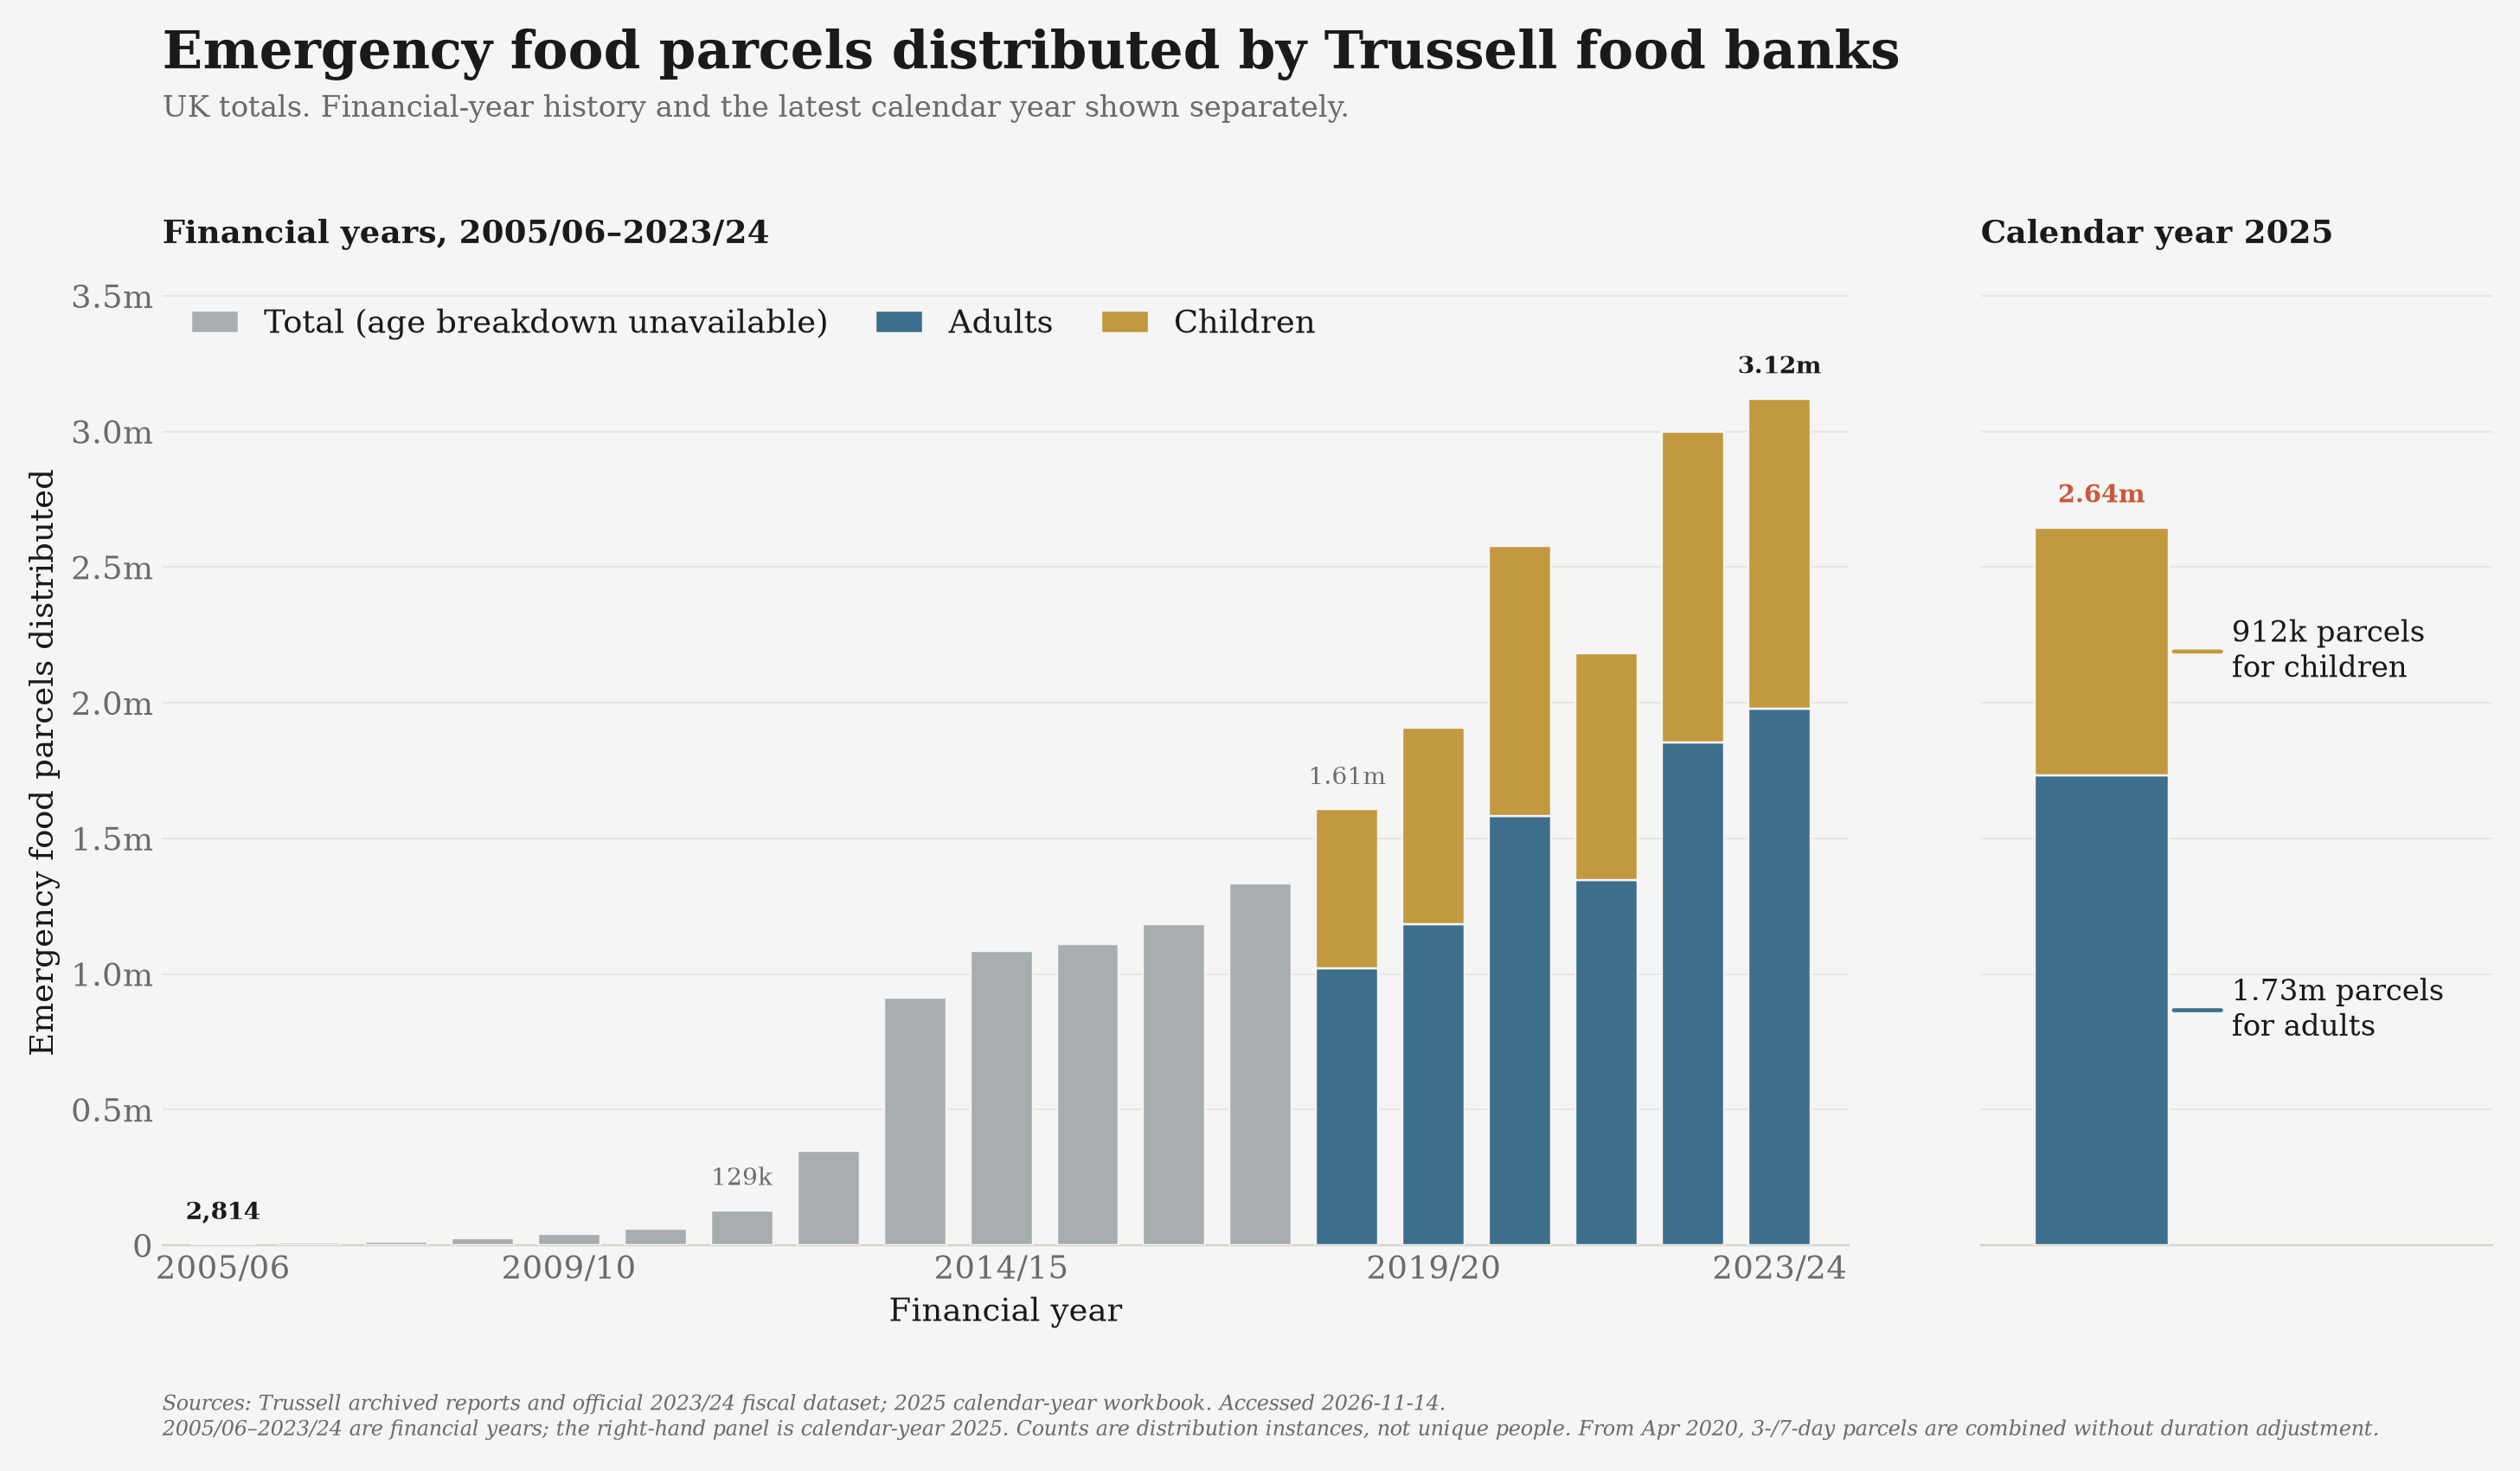 Emergency food parcels distributed by Trussell food banks
UK totals. Financial-year history and the latest calendar year shown separately.
Financial years, 2005/06–2023/24
Calendar year 2025
Emergency food parcels distributed
3.5m
3.0m
2.5m
2.0m
1.5m
1.0m
0.5m
0
Total (age breakdown unavailable)
Adults
Children
2,814
129k
1.61m
3.12m
2.64m
912k parcels
for children
1.73m parcels
for adults
2005/06
2009/10
2014/15
2019/20
2023/24
Financial year
Sources: Trussell archived reports and official 2023/24 fiscal dataset; 2025 calendar-year workbook. Accessed 2026-11-14.
2005/06–2023/24 are financial years; the right-hand panel is calendar-year 2025. Counts are distribution instances, not unique people. From Apr 2020, 3-/7-day parcels are combined without duration adjustment.